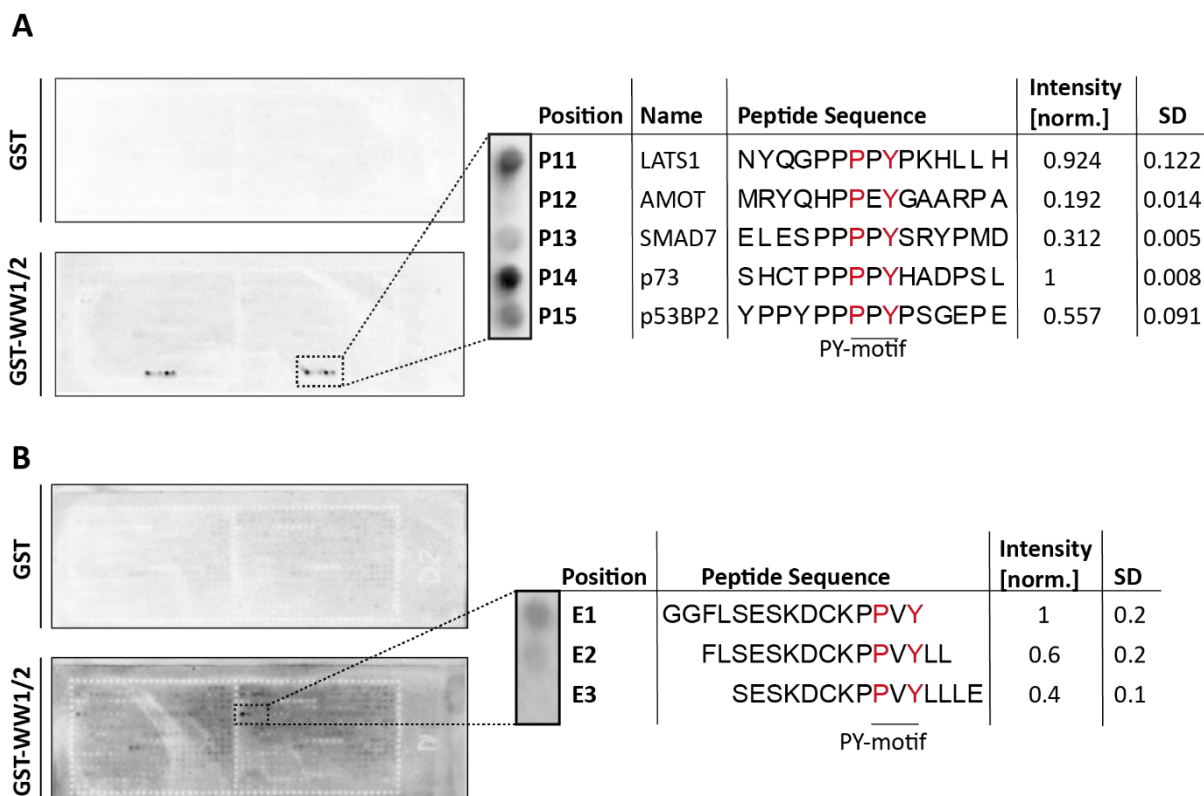 A
GST
GST-WW1/2
Position Name Peptide Sequence Intensity [norm.] SD
P11 LATS1 NYQGPPPPYPKHLL H 0.924 0.122
P12 AMOT MRYQHPPEYGAARP A 0.192 0.014
P13 SMAD7 ELESPPPPYSRYPMD 0.312 0.005
P14 p73 SHCTPPPPYHADPSL 1 0.008
P15 p53BP2 YPPYPPPPYPSGEPE 0.557 0.091
PY-motif
B
GST
GST-WW1/2
Position Peptide Sequence Intensity [norm.] SD
E1 GGFLSESKDCKPPVY 1 0.2
E2 FLSESKDCKPPVYLL 0.6 0.2
E3 SESKDCKPPVYLLLE 0.4 0.1
PY-motif